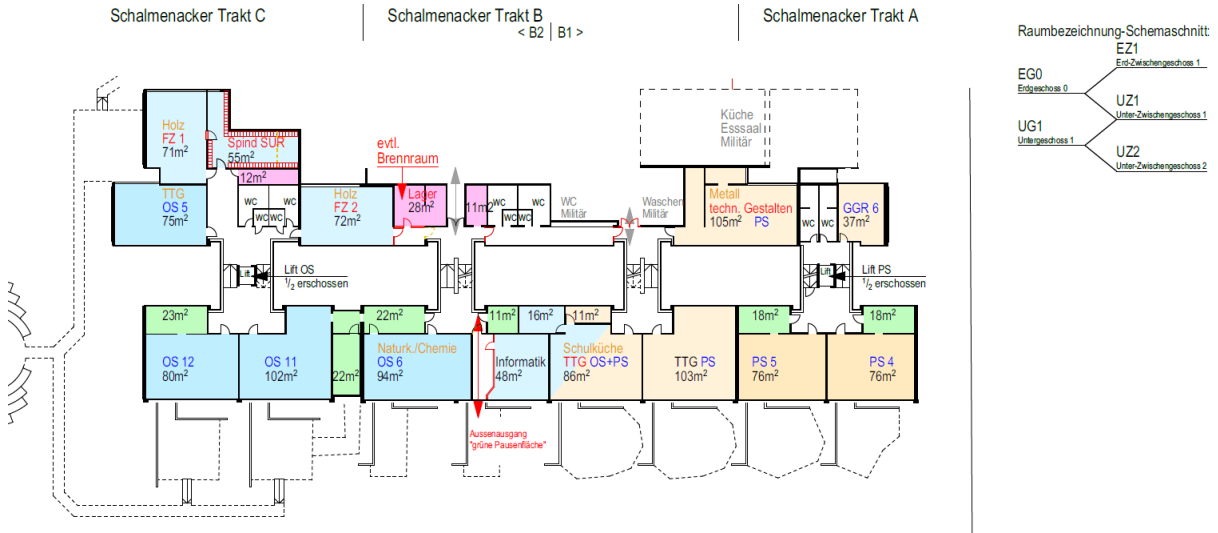 Schalmenacker Trakt C
Schalmenacker Trakt B
< B2 | B1 >
Schalmenacker Trakt A
Raumbezeichnung-Schemaschnitt:
EZ1
Erd-Zwischengeschoss 1
EG0
Erdgeschoss 0
UZ1
Unter-Zwischengeschoss 1
UG1
Untergeschoss 1
UZ2
Unter-Zwischengeschoss 2
Holz
FZ 1
71m²
Spind SUR
55m²
12m²
TTG
OS 5
75m²
WC
WC
WC
WC
Holz
FZ 2
72m²
evtl.
Brennraum
Lager
28m²
11m²
WC
WC
WC
WC
WC
Militär
Waschen
Militär
Küche
Esssaal
Militär
Metall
techn. Gestalten
105m² PS
WC
WC
GGR 6
37m²
Lift
Lift OS
1/2 erschossen
Lift
Lift PS
1/2 erschossen
23m²
OS 12
80m²
OS 11
102m²
22m²
22m²
Naturk./Chemie
OS 6
94m²
11m²
16m²
11m²
Informatik
48m²
Schulküche
TTG OS+PS
86m²
TTG PS
103m²
18m²
PS 5
76m²
18m²
PS 4
76m²
Aussenausgang
"grüne Pausenfläche"